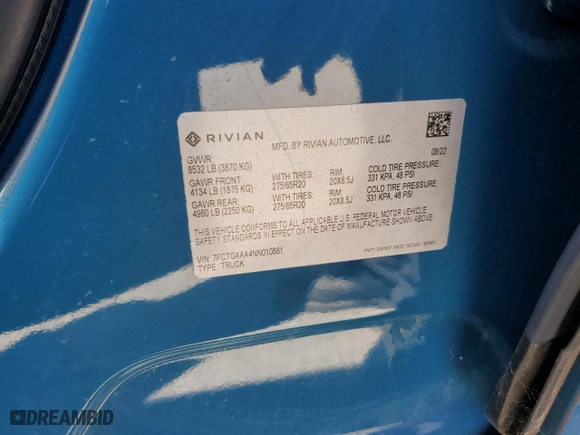 RIVIAN
MFD. BY RIVIAN AUTOMOTIVE, LLC.
08/22
GVWR:
8532 LB (3870 KG)
GAWR FRONT
4134 LB (1875 KG)
WITH TIRES:
275/65R20
RIM:
20X8.5J
COLD TIRE PRESSURE:
331 KPA, 48 PSI
GAWR REAR:
4960 LB (2250 KG)
WITH TIRES:
275/65R20
RIM:
20X8.5J
COLD TIRE PRESSURE:
331 KPA, 48 PSI
THIS VEHICLE CONFORMS TO ALL APPLICABLE U.S. FEDERAL MOTOR VEHICLE
SAFETY STANDARDS IN EFFECT ON THE DATE OF MANUFACTURE SHOWN ABOVE.
VIN: 7FCTGAAA4NN010681
TYPE: TRUCK
DREAMBID